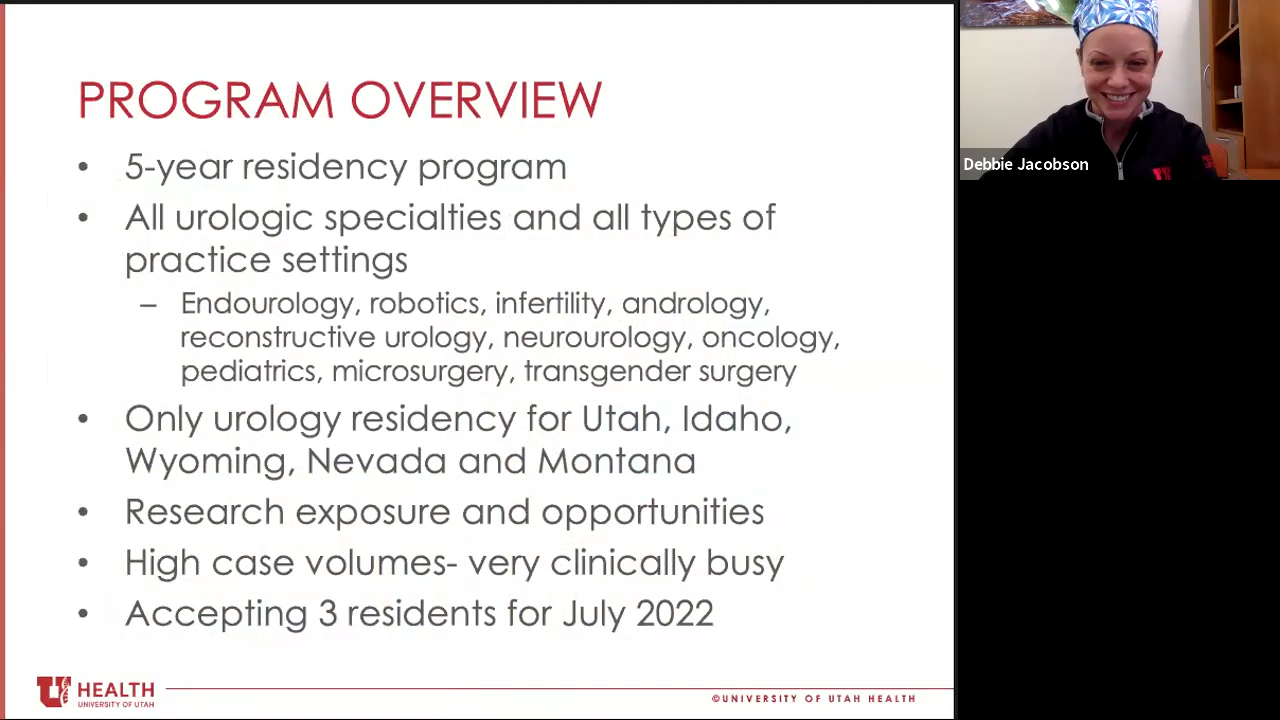 PROGRAM OVERVIEW
• 5-year residency program
• All urologic specialties and all types of
practice settings
– Endourology, robotics, infertility, andrology,
reconstructive urology, neurourology, oncology,
pediatrics, microsurgery, transgender surgery
• Only urology residency for Utah, Idaho,
Wyoming, Nevada and Montana
• Research exposure and opportunities
• High case volumes- very clinically busy
• Accepting 3 residents for July 2022
U HEALTH
UNIVERSITY OF UTAH
©UNIVERSITY OF UTAH HEALTH
Debbie Jacobson
U